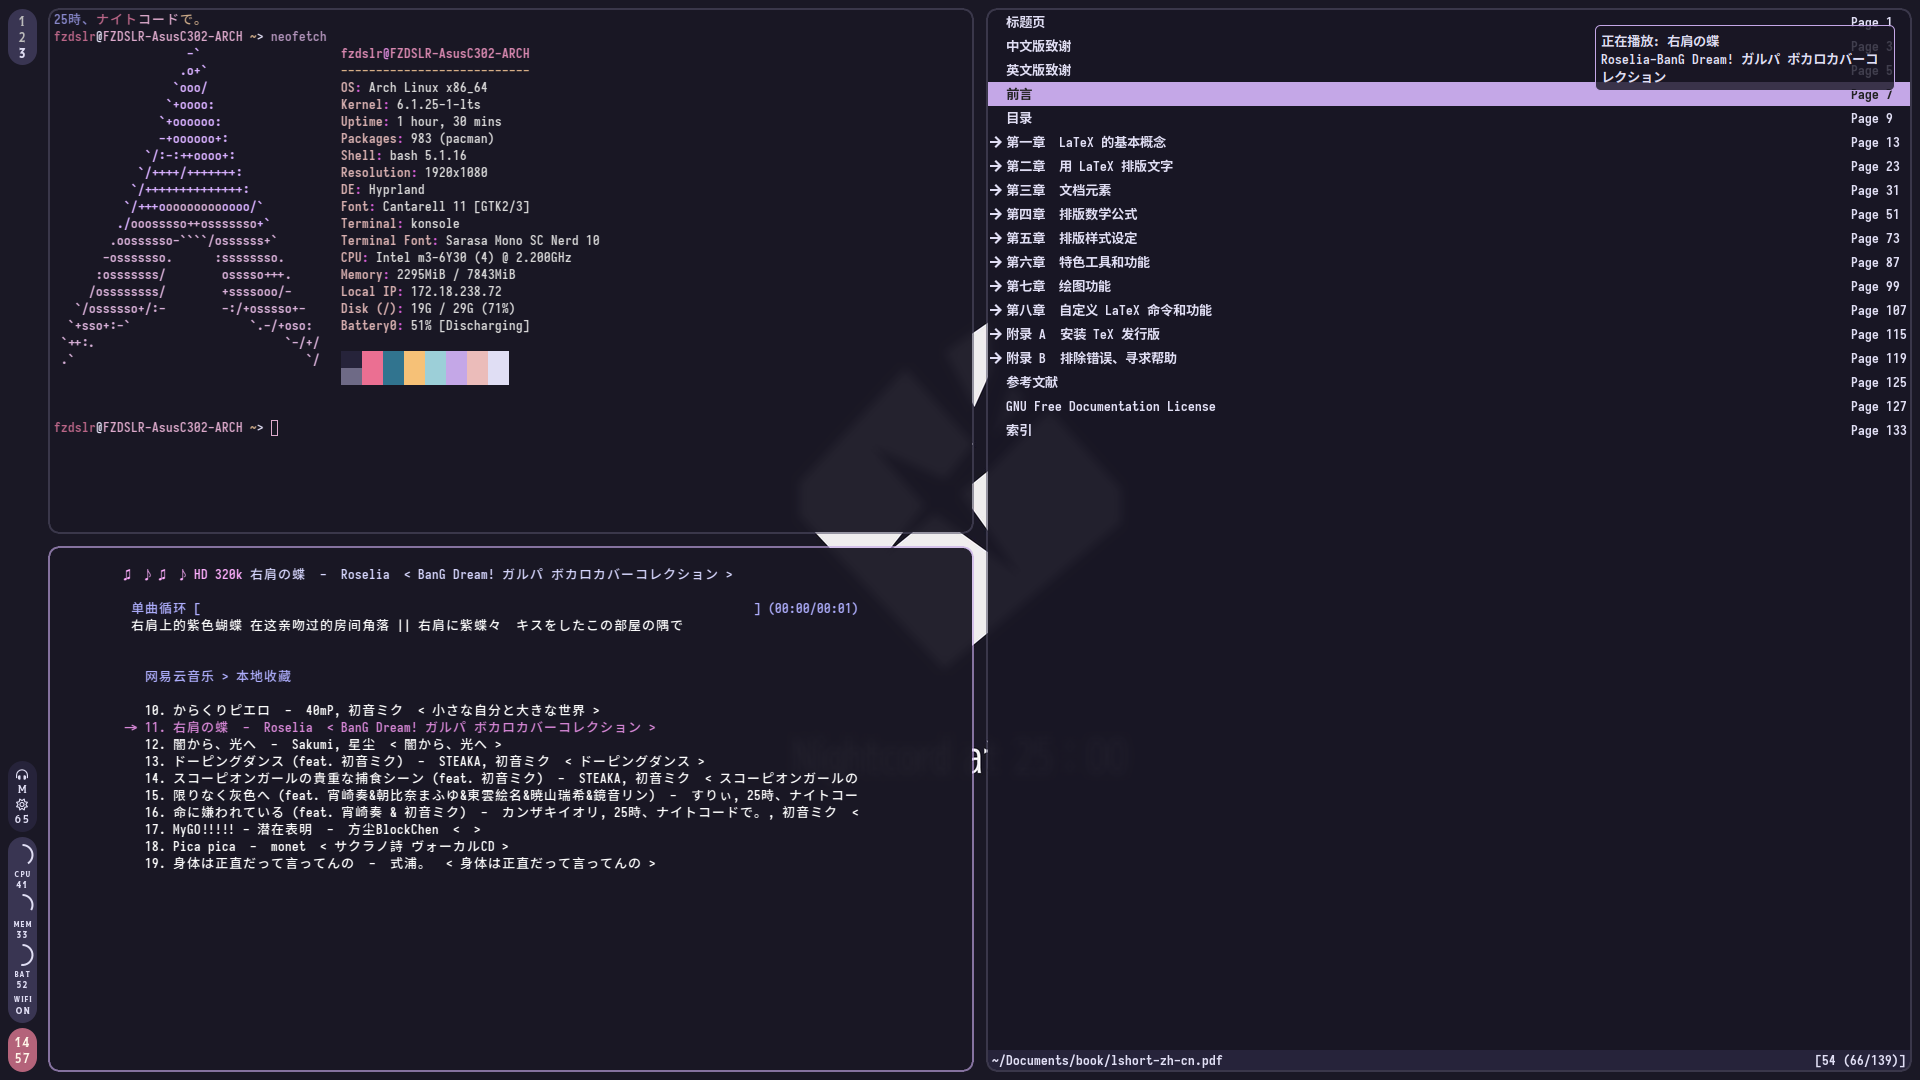 1
2
3
M
65
CPU
41
MEM
33
BAT
52
WIFI
ON
14
57
25時、ナイトコードで。
fzdslr@FZDSLR-AsusC302-ARCH ~> neofetch
fzdslr@FZDSLR-AsusC302-ARCH
---------------------------
OS: Arch Linux x86_64
Kernel: 6.1.25-1-lts
Uptime: 1 hour, 30 mins
Packages: 983 (pacman)
Shell: bash 5.1.16
Resolution: 1920x1080
DE: Hyprland
Font: Cantarell 11 [GTK2/3]
Terminal: konsole
Terminal Font: Sarasa Mono SC Nerd 10
CPU: Intel m3-6Y30 (4) @ 2.200GHz
Memory: 2295MiB / 7843MiB
Local IP: 172.18.238.72
Disk (/): 19G / 29G (71%)
Battery0: 51% [Discharging]
fzdslr@FZDSLR-AsusC302-ARCH ~>
♫ ♪ ♫ ♪ HD 320k 右肩の蝶 - Roselia < BanG Dream! ガルパ ボカロカバーコレクション >
单曲循环 [ ] (00:00/00:01)
右肩上的紫色蝴蝶 在这亲吻过的房间角落 || 右肩に紫蝶々 キスをしたこの部屋の隅で
网易云音乐 > 本地收藏
10. からくりピエロ - 40mP, 初音ミク < 小さな自分と大きな世界 >
→ 11. 右肩の蝶 - Roselia < BanG Dream! ガルパ ボカロカバーコレクション >
12. 闇から、光へ - Sakumi, 星尘 < 闇から、光へ >
13. ドーピングダンス (feat. 初音ミク) - STEAKA, 初音ミク < ドーピングダンス >
14. スコーピオンガールの貴重な捕食シーン (feat. 初音ミク) - STEAKA, 初音ミク < スコーピオンガールの
15. 限りなく灰色へ (feat. 宵崎奏&朝比奈まふゆ&東雲絵名&暁山瑞希&鏡音リン) - すりぃ, 25時、ナイトコー
16. 命に嫌われている (feat. 宵崎奏 & 初音ミク) - カンザキイオリ, 25時、ナイトコードで。, 初音ミク <
17. MyGO!!!!! - 潜在表明 - 方尘BlockChen < >
18. Pica pica - monet < サクラノ詩 ヴォーカルCD >
19. 身体は正直だって言ってんの - 式浦。 < 身体は正直だって言ってんの >
标题页 Page 1
中文版致谢 Page 3
英文版致谢 Page 5
前言 Page 7
目录 Page 9
→ 第一章 LaTeX 的基本概念 Page 13
→ 第二章 用 LaTeX 排版文字 Page 23
→ 第三章 文档元素 Page 31
→ 第四章 排版数学公式 Page 51
→ 第五章 排版样式设定 Page 73
→ 第六章 特色工具和功能 Page 87
→ 第七章 绘图功能 Page 99
→ 第八章 自定义 LaTeX 命令和功能 Page 107
→ 附录 A 安装 TeX 发行版 Page 115
→ 附录 B 排除错误、寻求帮助 Page 119
参考文献 Page 125
GNU Free Documentation License Page 127
索引 Page 133
正在播放: 右肩の蝶
Roselia-BanG Dream! ガルパ ボカロカバーコ
レクション
~/Documents/book/lshort-zh-cn.pdf [54 (66/139)]